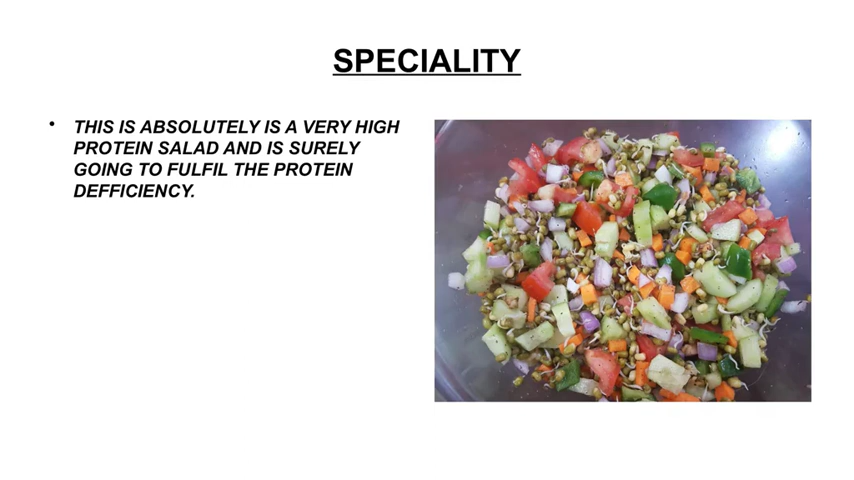 SPECIALITY
• THIS IS ABSOLUTELY IS A VERY HIGH
PROTEIN SALAD AND IS SURELY
GOING TO FULFIL THE PROTEIN
DEFFICIENCY.